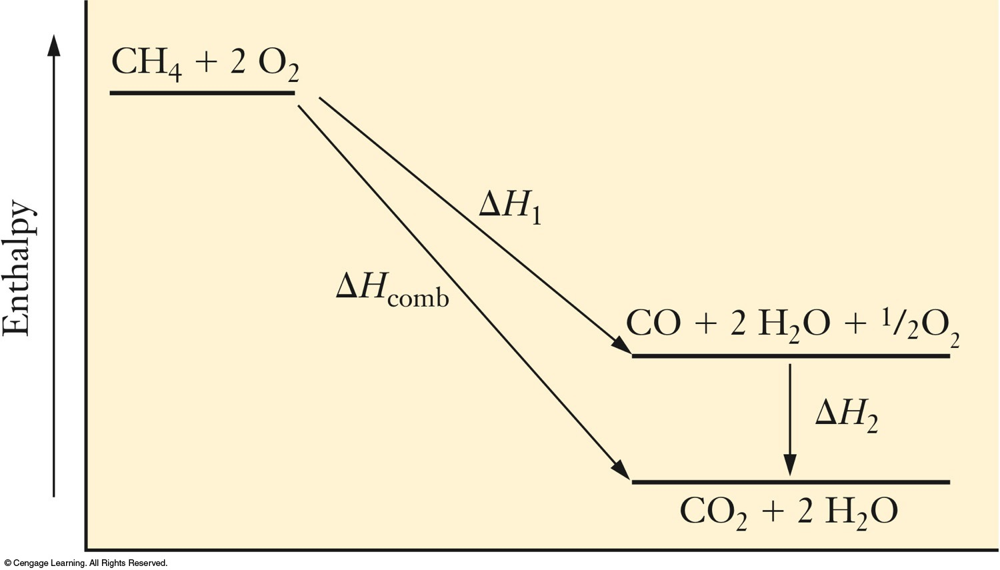 CH₄ + 2 O₂
ΔH₁
ΔHcomb
Enthalpy
CO + 2 H₂O + ¹/₂O₂
ΔH₂
CO₂ + 2 H₂O
© Cengage Learning. All Rights Reserved.